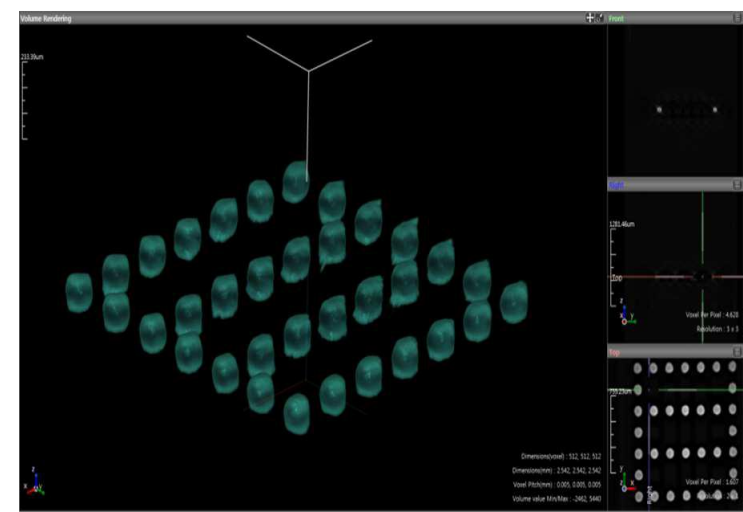 Volume Rendering
233.39um
z
x
y
Dimensions(voxel) : 512, 512, 512
Dimensions(mm) : 2.542, 2.542, 2.542
Voxel Pitch(mm) : 0.005, 0.005, 0.005
Volume value Min/Max : -2462, 5440
Front
Right
1281.46um
z
x
y
Voxel Per Pixel : 4.628
Resolution : 3 x 3
Top
y
x
Voxel Per Pixel : 1.607